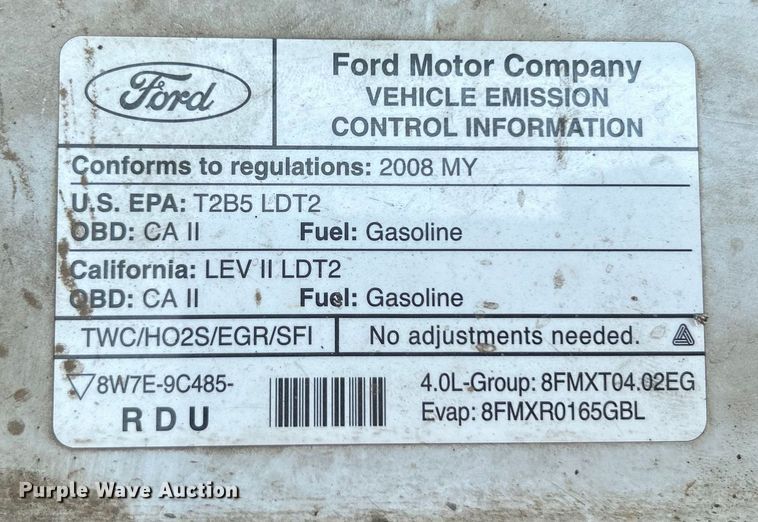 Ford
Ford Motor Company
VEHICLE EMISSION
CONTROL INFORMATION
Conforms to regulations: 2008 MY
U.S. EPA: T2B5 LDT2
OBD: CA II Fuel: Gasoline
California: LEV II LDT2
OBD: CA II Fuel: Gasoline
TWC/HO2S/EGR/SFI No adjustments needed.
8W7E-9C485- 4.0L-Group: 8FMXT04.02EG
R D U Evap: 8FMXR0165GBL
Purple Wave Auction